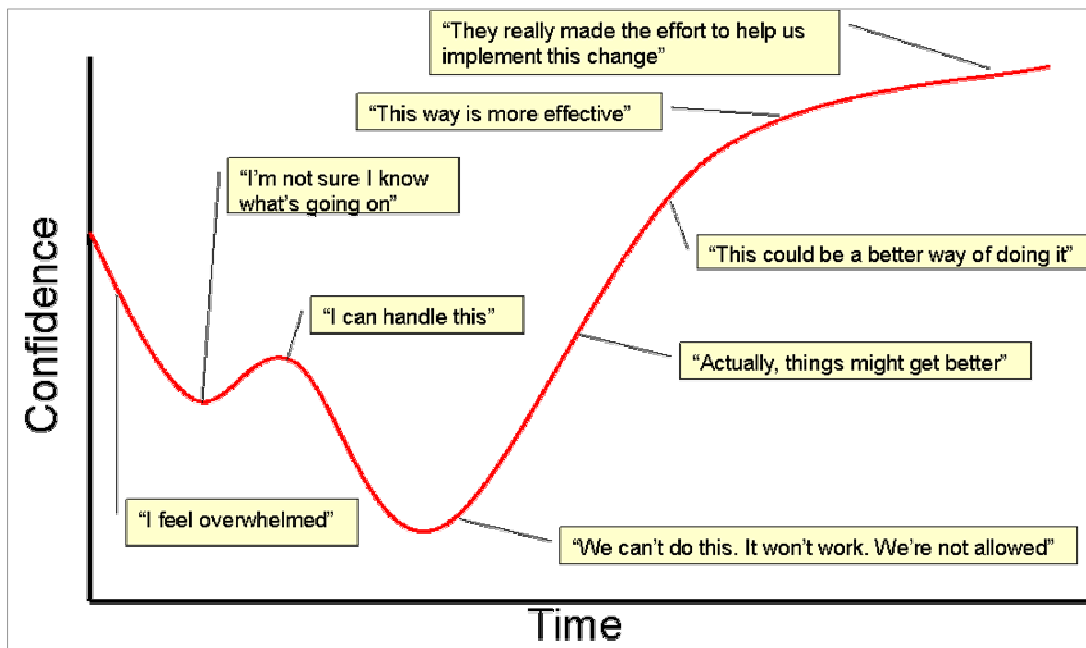 “They really made the effort to help us
implement this change”
“This way is more effective”
“I’m not sure I know
what’s going on”
“This could be a better way of doing it”
“I can handle this”
“Actually, things might get better”
“I feel overwhelmed”
“We can’t do this. It won’t work. We’re not allowed”
Confidence
Time